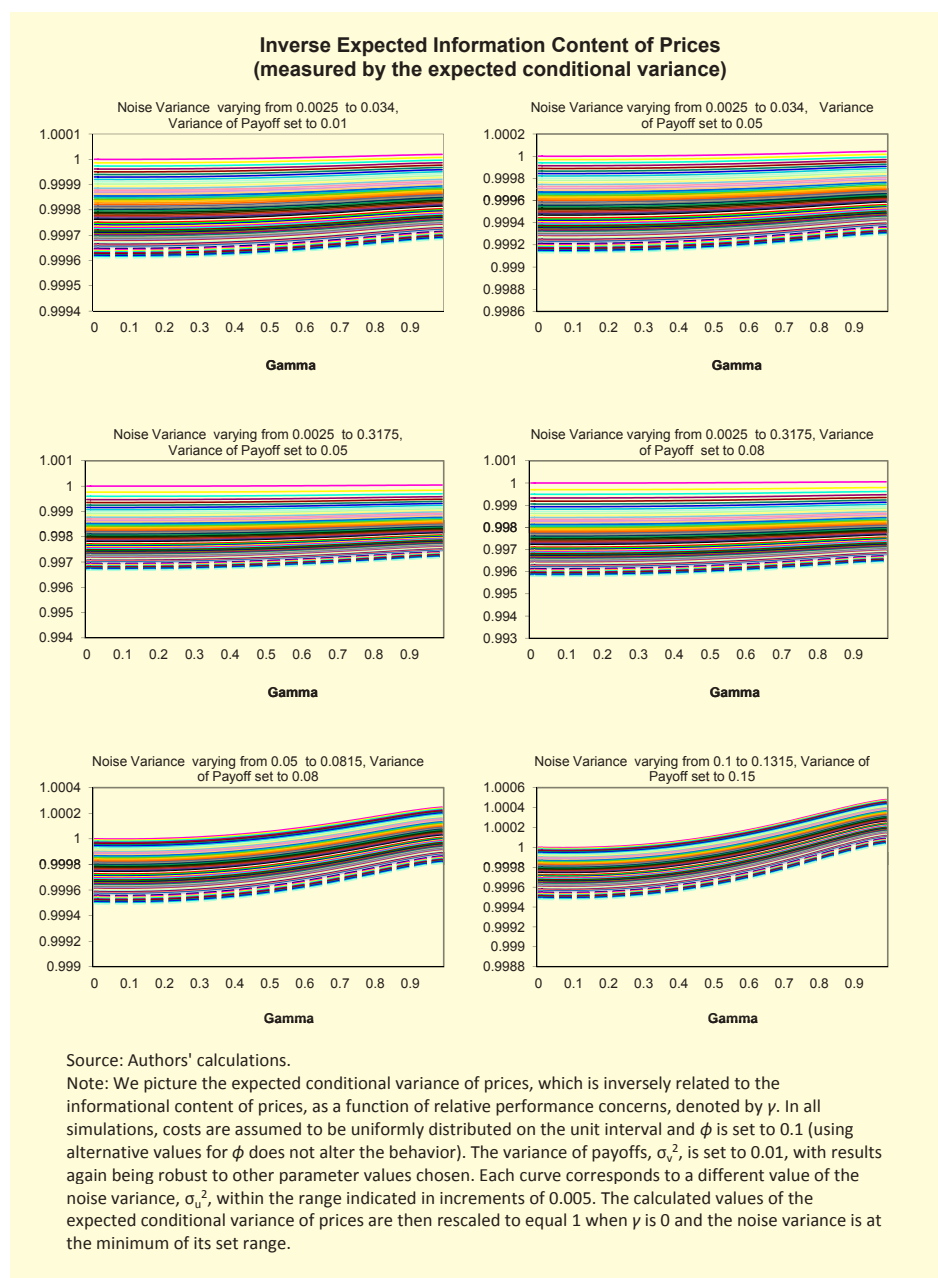 Inverse Expected Information Content of Prices
(measured by the expected conditional variance)
Noise Variance varying from 0.0025 to 0.034,
Variance of Payoff set to 0.01
1.0001
1
0.9999
0.9998
0.9997
0.9996
0.9995
0.9994
0 0.1 0.2 0.3 0.4 0.5 0.6 0.7 0.8 0.9
Gamma
Noise Variance varying from 0.0025 to 0.034, Variance
of Payoff set to 0.05
1.0002
1
0.9998
0.9996
0.9994
0.9992
0.999
0.9988
0.9986
0 0.1 0.2 0.3 0.4 0.5 0.6 0.7 0.8 0.9
Gamma
Noise Variance varying from 0.0025 to 0.3175,
Variance of Payoff set to 0.05
1.001
1
0.999
0.998
0.997
0.996
0.995
0.994
0 0.1 0.2 0.3 0.4 0.5 0.6 0.7 0.8 0.9
Gamma
Noise Variance varying from 0.0025 to 0.3175, Variance
of Payoff set to 0.08
1.001
1
0.999
0.998
0.997
0.996
0.995
0.994
0.993
0 0.1 0.2 0.3 0.4 0.5 0.6 0.7 0.8 0.9
Gamma
Noise Variance varying from 0.05 to 0.0815, Variance
of Payoff set to 0.08
1.0004
1.0002
1
0.9998
0.9996
0.9994
0.9992
0.999
0 0.1 0.2 0.3 0.4 0.5 0.6 0.7 0.8 0.9
Gamma
Noise Variance varying from 0.1 to 0.1315, Variance of
Payoff set to 0.15
1.0006
1.0004
1.0002
1
0.9998
0.9996
0.9994
0.9992
0.999
0.9988
0 0.1 0.2 0.3 0.4 0.5 0.6 0.7 0.8 0.9
Gamma
Source: Authors' calculations.
Note: We picture the expected conditional variance of prices, which is inversely related to the
informational content of prices, as a function of relative performance concerns, denoted by γ. In all
simulations, costs are assumed to be uniformly distributed on the unit interval and ϕ is set to 0.1 (using
alternative values for ϕ does not alter the behavior). The variance of payoffs, σᵥ², is set to 0.01, with results
again being robust to other parameter values chosen. Each curve corresponds to a different value of the
noise variance, σᵤ², within the range indicated in increments of 0.005. The calculated values of the
expected conditional variance of prices are then rescaled to equal 1 when γ is 0 and the noise variance is at
the minimum of its set range.